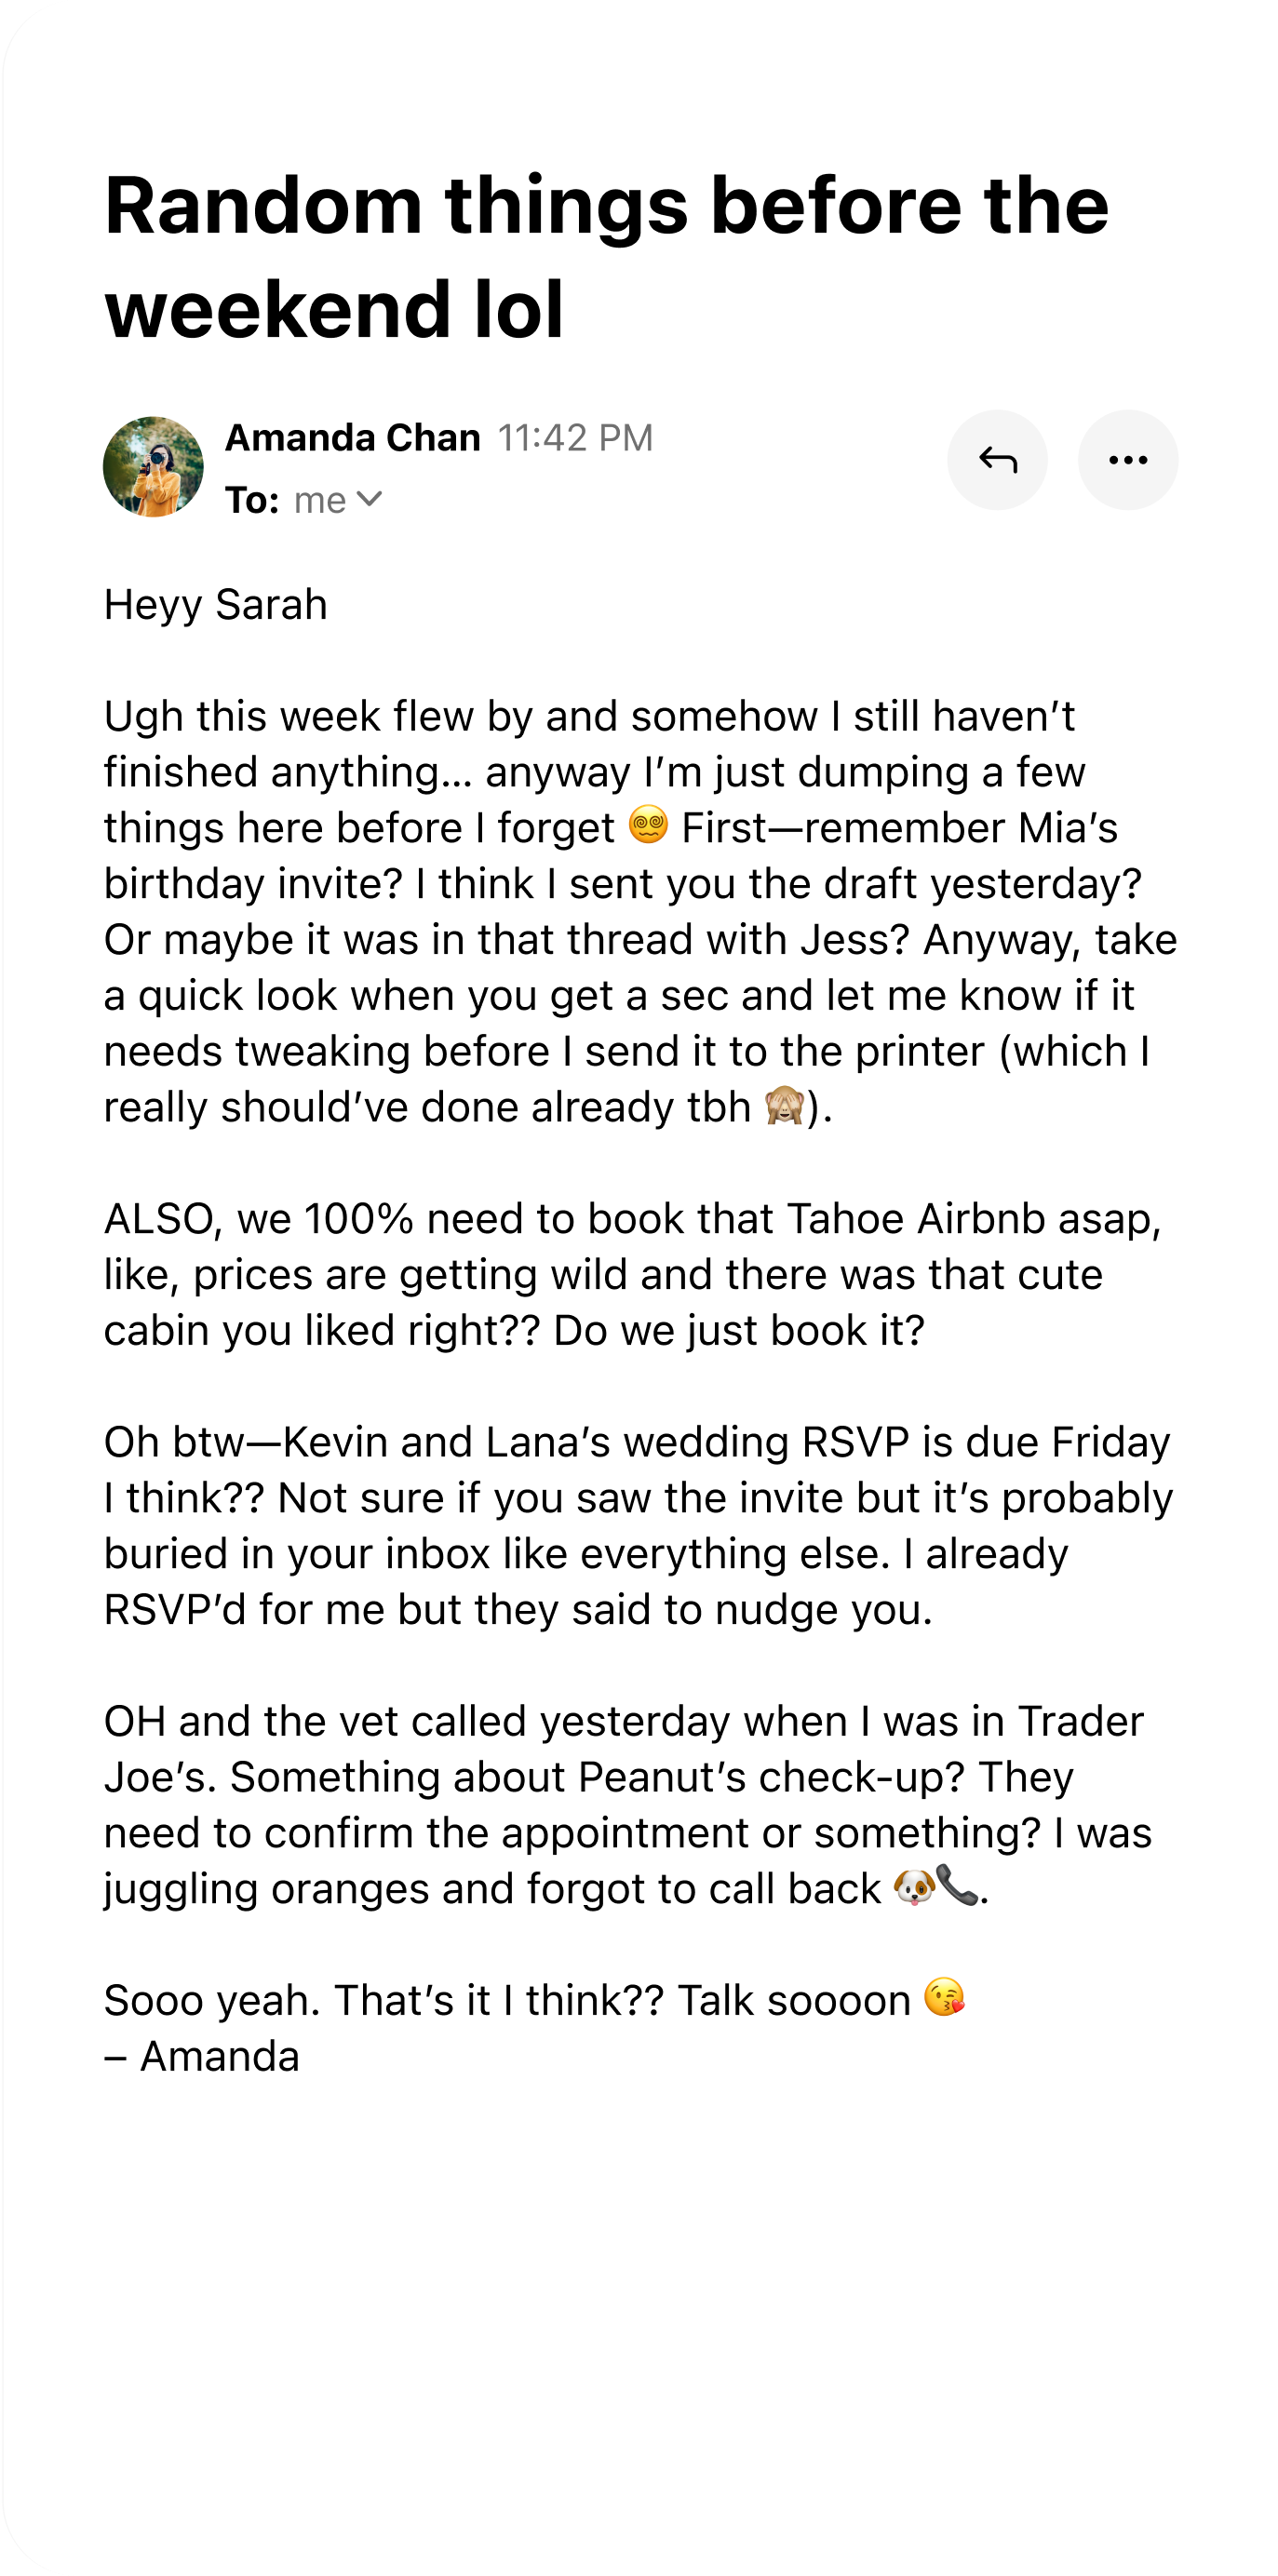 Random things before the
weekend lol
Amanda Chan 11:42 PM
To: me
Heyy Sarah
Ugh this week flew by and somehow I still haven’t
finished anything... anyway I’m just dumping a few
things here before I forget 😵‍💫 First—remember Mia’s
birthday invite? I think I sent you the draft yesterday?
Or maybe it was in that thread with Jess? Anyway, take
a quick look when you get a sec and let me know if it
needs tweaking before I send it to the printer (which I
really should’ve done already tbh 🙈).
ALSO, we 100% need to book that Tahoe Airbnb asap,
like, prices are getting wild and there was that cute
cabin you liked right?? Do we just book it?
Oh btw—Kevin and Lana’s wedding RSVP is due Friday
I think?? Not sure if you saw the invite but it’s probably
buried in your inbox like everything else. I already
RSVP’d for me but they said to nudge you.
OH and the vet called yesterday when I was in Trader
Joe’s. Something about Peanut’s check-up? They
need to confirm the appointment or something? I was
juggling oranges and forgot to call back 🐶📞.
Sooo yeah. That’s it I think?? Talk soooon 😘
– Amanda